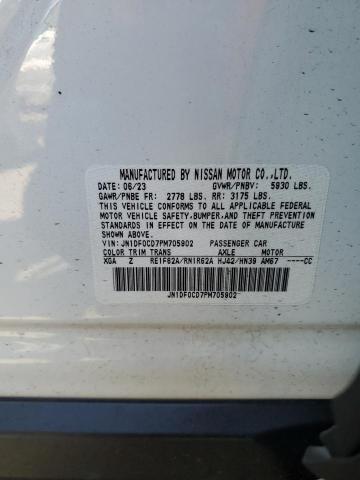 MANUFACTURED BY NISSAN MOTOR CO.,LTD.
DATE: 06/23 GVWR/PNBV: 5930 LBS.
GAWR/PNBE FR: 2778 LBS. RR: 3175 LBS.
THIS VEHICLE CONFORMS TO ALL APPLICABLE FEDERAL
MOTOR VEHICLE SAFETY,BUMPER,AND THEFT PREVENTION
STANDARDS IN EFFECT ON THE DATE OF MANUFACTURE
SHOWN ABOVE.
VIN: JN1DF0CD7PM705902 PASSENGER CAR
COLOR TRIM TRANS AXLE MOTOR
XGA Z RE1F62A/RN1R62A HJ42/HN39 AM67 ----CC
JN1DF0CD7PM705902